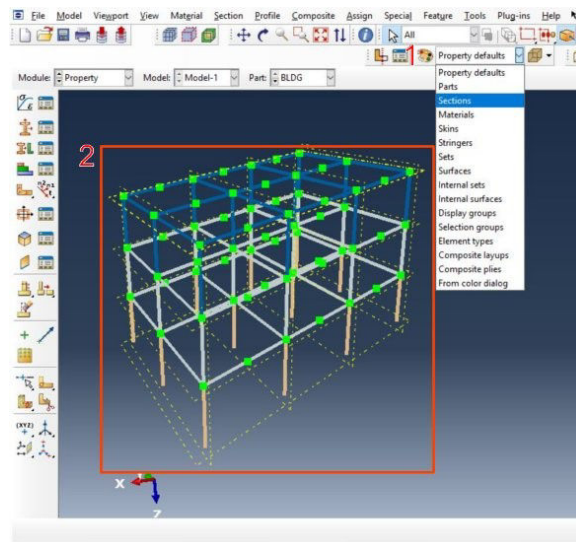 File Model Viewport View Material Section Profile Composite Assign Special Feature Tools Plug-ins Help
All
1 Property defaults
Module: Property Model: Model-1 Part: BLDG
Property defaults
Parts
Sections
Materials
Skins
Stringers
Sets
Surfaces
Internal sets
Internal surfaces
Display groups
Selection groups
Element types
Composite layups
Composite plies
From color dialog
2
(XYZ)
X
Z